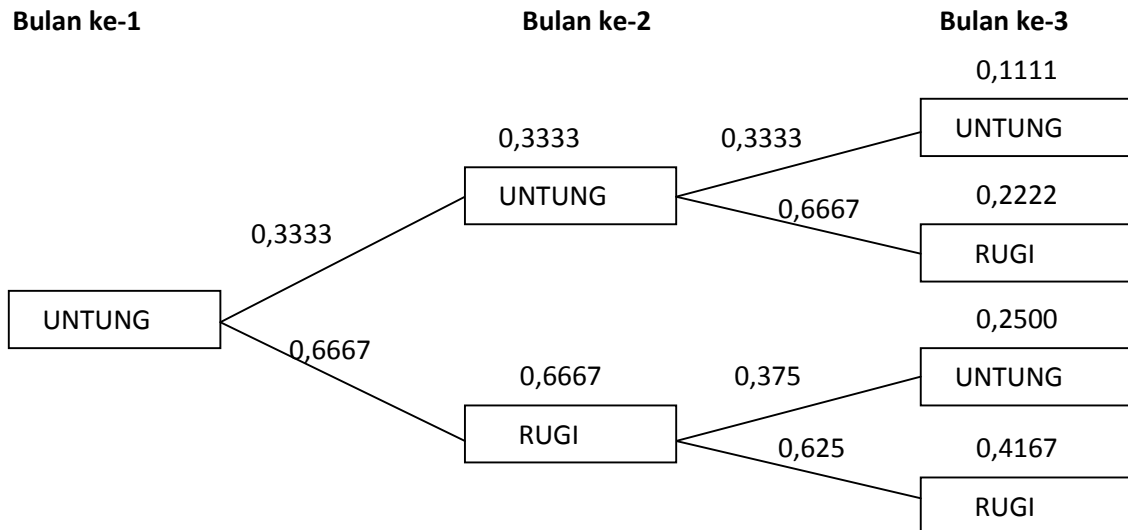 Bulan ke-1 Bulan ke-2 Bulan ke-3
0,1111
UNTUNG
0,3333 0,3333
UNTUNG
0,6667 0,2222
RUGI
0,3333
UNTUNG
0,2500
0,6667
0,6667 0,375 UNTUNG
RUGI
0,625 0,4167
RUGI